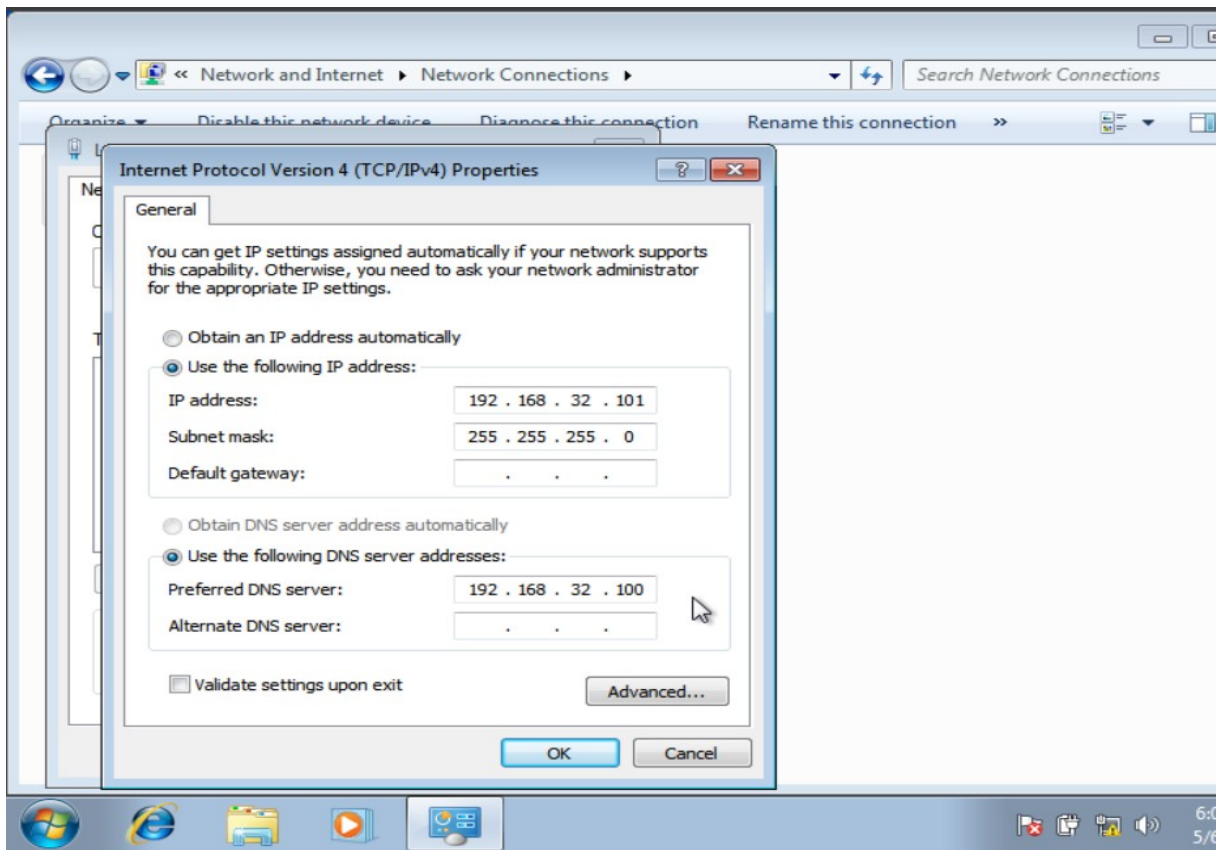 « Network and Internet ▸ Network Connections ▸
Search Network Connections
Organize Disable this network device Diagnose this connection Rename this connection »
Internet Protocol Version 4 (TCP/IPv4) Properties
General
You can get IP settings assigned automatically if your network supports
this capability. Otherwise, you need to ask your network administrator
for the appropriate IP settings.
Obtain an IP address automatically
Use the following IP address:
IP address: 192 . 168 . 32 . 101
Subnet mask: 255 . 255 . 255 . 0
Default gateway: . . .
Obtain DNS server address automatically
Use the following DNS server addresses:
Preferred DNS server: 192 . 168 . 32 . 100
Alternate DNS server: . . .
Validate settings upon exit
Advanced...
OK Cancel